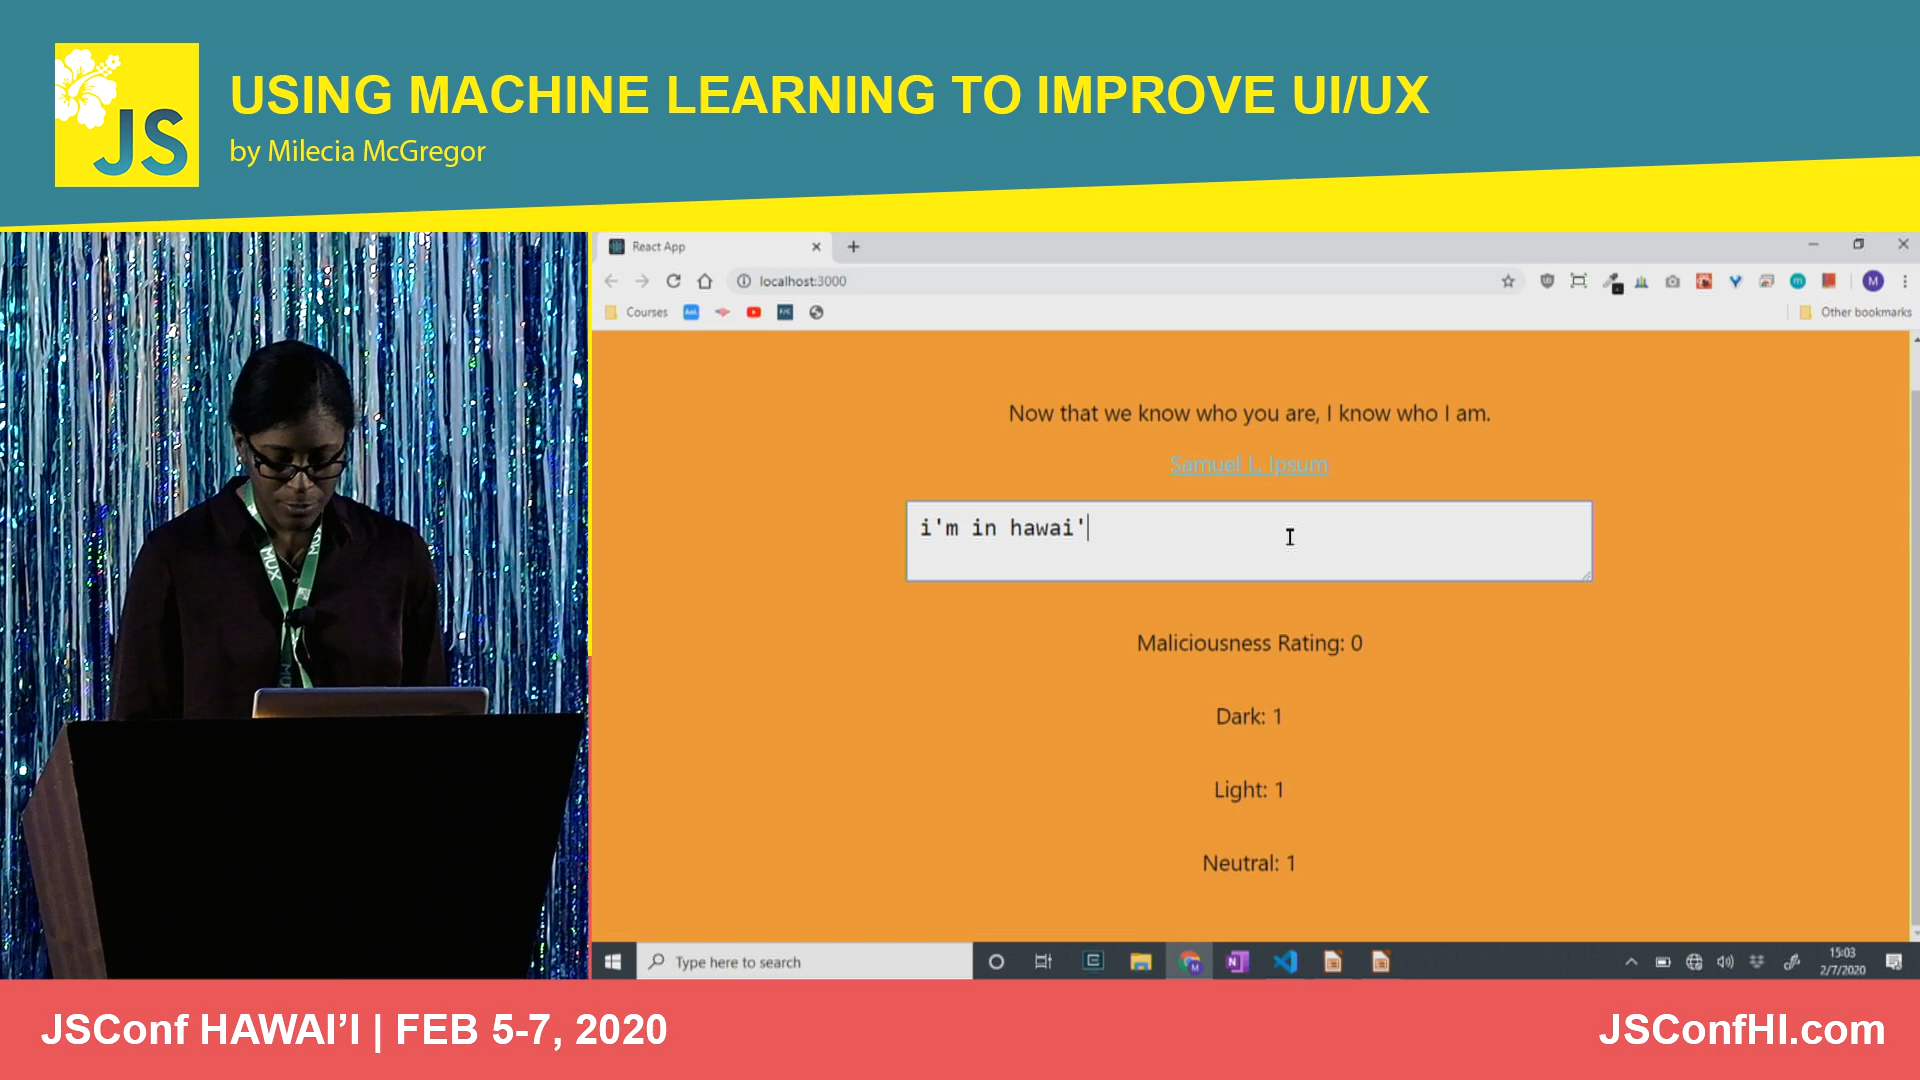 JS
USING MACHINE LEARNING TO IMPROVE UI/UX
by Milecia McGregor
React App
localhost:3000
M
Courses
Other bookmarks
Now that we know who you are, I know who I am.
Samuel L. Ipsum
i'm in hawai'
Maliciousness Rating: 0
Dark: 1
Light: 1
Neutral: 1
MUX
MUX
MUX
Type here to search
15:03
2/7/2020
JSConf HAWAI’I | FEB 5-7, 2020
JSConfHI.com